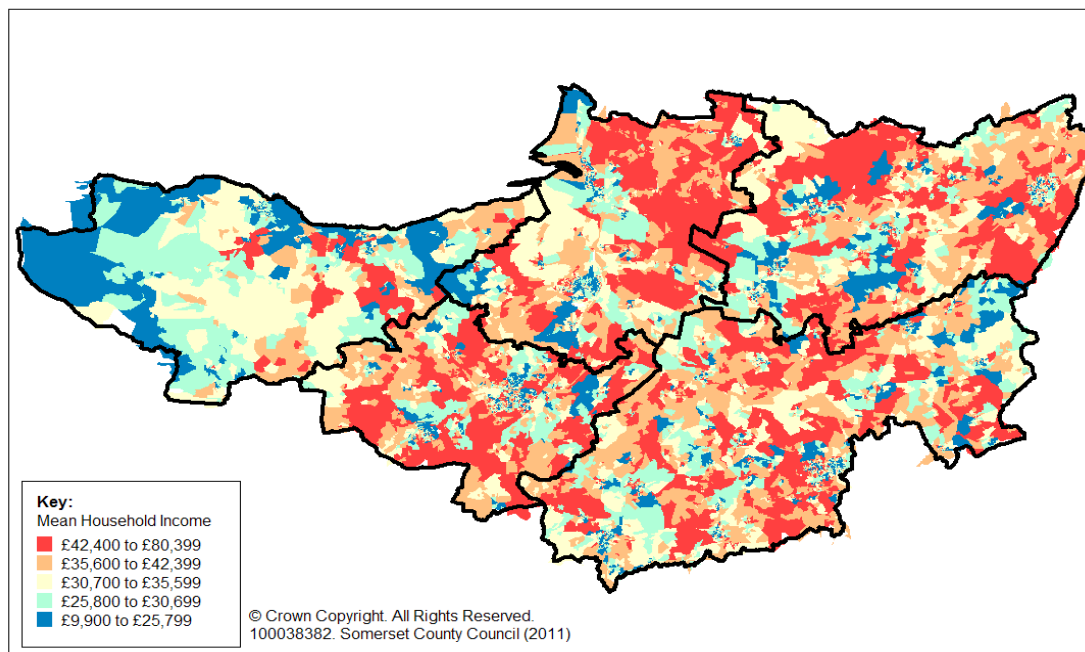 Key:
Mean Household Income
£42,400 to £80,399
£35,600 to £42,399
£30,700 to £35,599
£25,800 to £30,699
£9,900 to £25,799
© Crown Copyright. All Rights Reserved.
100038382. Somerset County Council (2011)